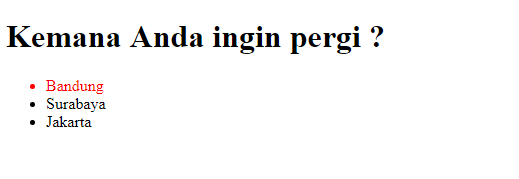 Kemana Anda ingin pergi ?
Bandung
Surabaya
Jakarta